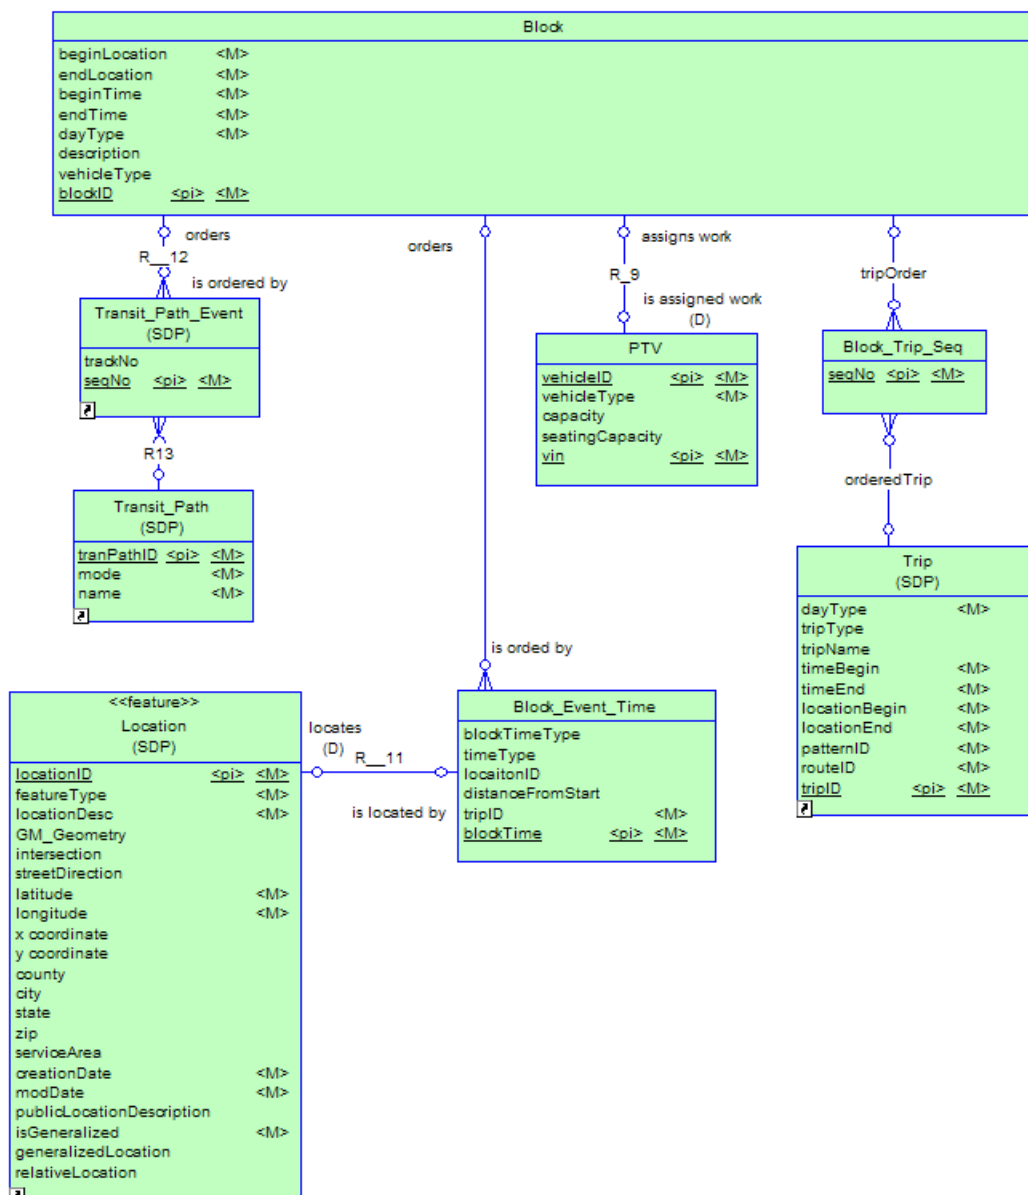 Block
beginLocation <M>
endLocation <M>
beginTime <M>
endTime <M>
dayType <M>
description
vehicleType
blockID <pi> <M>
orders
R__12
is ordered by
orders
assigns work
R_9
is assigned work
(D)
tripOrder
Transit_Path_Event
(SDP)
trackNo
seqNo <pi> <M>
R13
Transit_Path
(SDP)
tranPathID <pi> <M>
mode <M>
name <M>
PTV
vehicleID <pi> <M>
vehicleType <M>
capacity
seatingCapacity
vin <pi> <M>
Block_Trip_Seq
seqNo <pi> <M>
orderedTrip
Trip
(SDP)
dayType <M>
tripType
tripName
timeBegin <M>
timeEnd <M>
locationBegin <M>
locationEnd <M>
patternID <M>
routeID <M>
tripID <pi> <M>
is orded by
<<feature>>
Location
(SDP)
locationID <pi> <M>
featureType <M>
locationDesc <M>
GM_Geometry
intersection
streetDirection
latitude <M>
longitude <M>
x coordinate
y coordinate
county
city
state
zip
serviceArea
creationDate <M>
modDate <M>
publicLocationDescription
isGeneralized <M>
generalizedLocation
relativeLocation
locates
(D)
R__11
is located by
Block_Event_Time
blockTimeType
timeType
locaitonID
distanceFromStart
tripID <M>
blockTime <pi> <M>